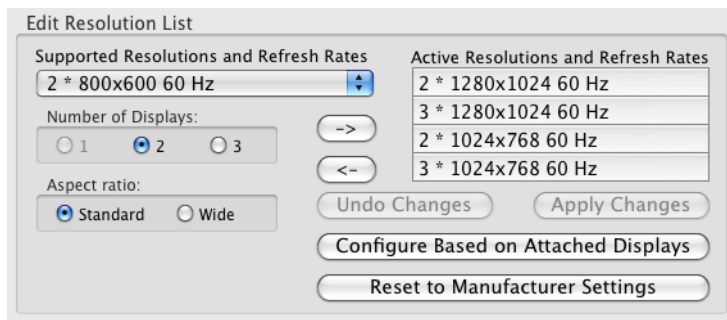 Edit Resolution List
Supported Resolutions and Refresh Rates
2 * 800x600 60 Hz
Number of Displays:
1 2 3
Aspect ratio:
Standard Wide
->
<-
Active Resolutions and Refresh Rates
2 * 1280x1024 60 Hz
3 * 1280x1024 60 Hz
2 * 1024x768 60 Hz
3 * 1024x768 60 Hz
Undo Changes Apply Changes
Configure Based on Attached Displays
Reset to Manufacturer Settings